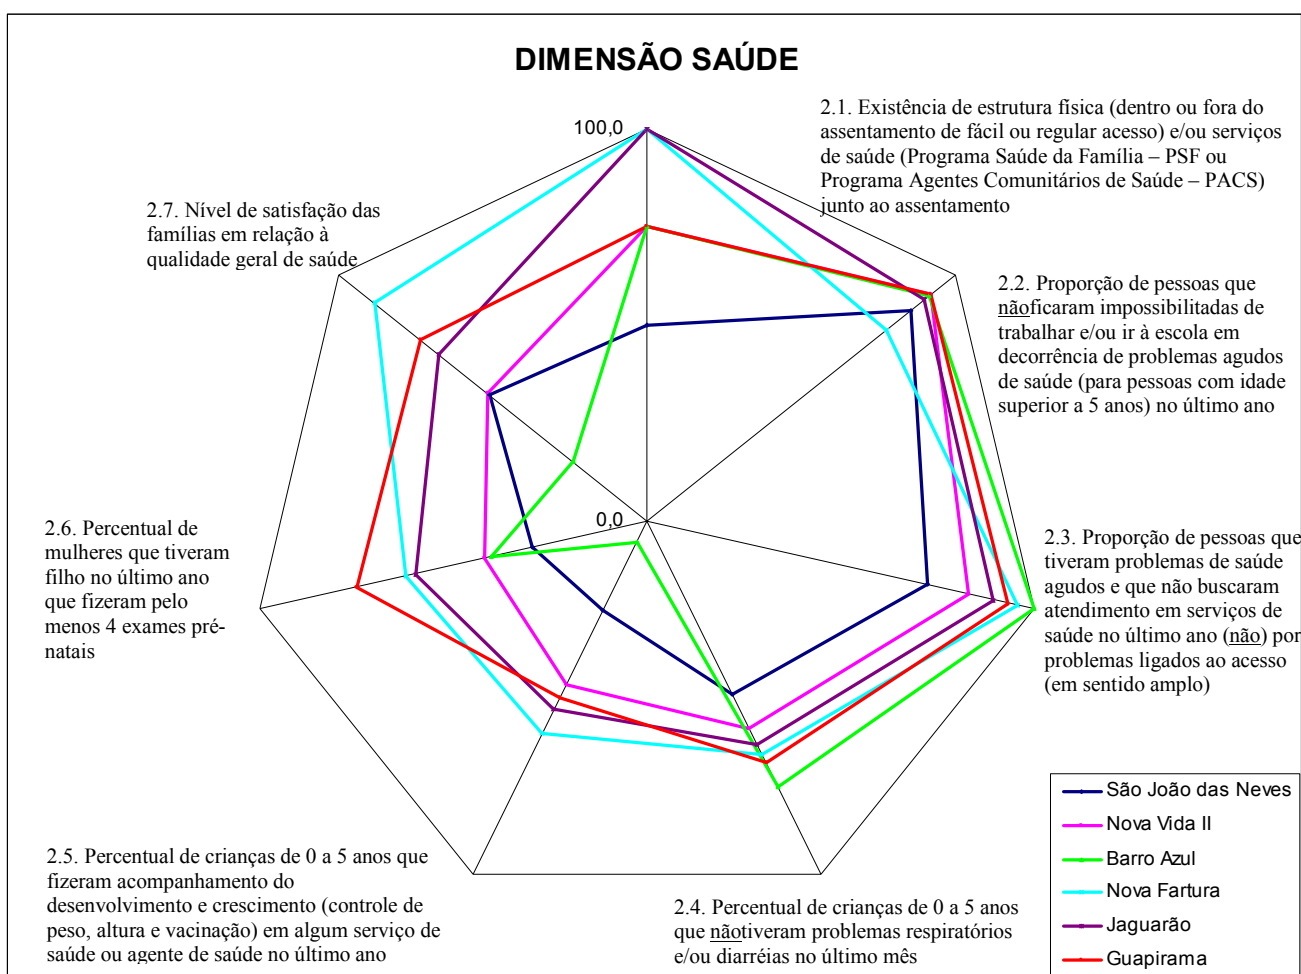 DIMENSÃO SAÚDE
100,0
0,0
2.1. Existência de estrutura física (dentro ou fora do
assentamento de fácil ou regular acesso) e/ou serviços
de saúde (Programa Saúde da Família – PSF ou
Programa Agentes Comunitários de Saúde – PACS)
junto ao assentamento
2.2. Proporção de pessoas que
nãoficaram impossibilitadas de
trabalhar e/ou ir à escola em
decorrência de problemas agudos
de saúde (para pessoas com idade
superior a 5 anos) no último ano
2.3. Proporção de pessoas que
tiveram problemas de saúde
agudos e que não buscaram
atendimento em serviços de
saúde no último ano (não) por
problemas ligados ao acesso
(em sentido amplo)
2.4. Percentual de crianças de 0 a 5 anos
que nãotiveram problemas respiratórios
e/ou diarréias no último mês
2.5. Percentual de crianças de 0 a 5 anos que
fizeram acompanhamento do
desenvolvimento e crescimento (controle de
peso, altura e vacinação) em algum serviço de
saúde ou agente de saúde no último ano
2.6. Percentual de
mulheres que tiveram
filho no último ano
que fizeram pelo
menos 4 exames pré-
natais
2.7. Nível de satisfação das
famílias em relação à
qualidade geral de saúde
São João das Neves
Nova Vida II
Barro Azul
Nova Fartura
Jaguarão
Guapirama